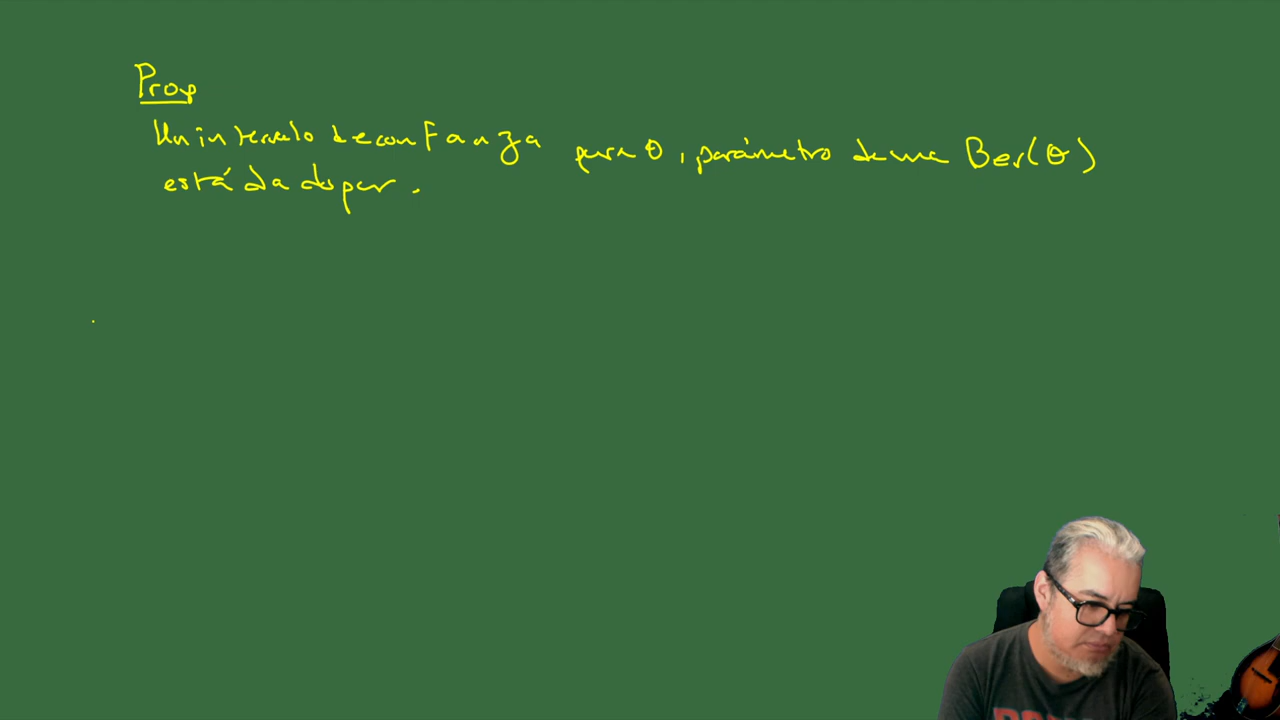 Prop
Un intervalo de confianza para θ, parámetro de una Ber(θ)
está dado por.